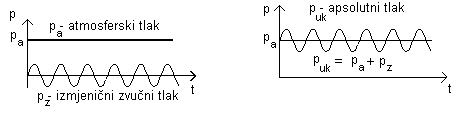 p
p_a - atmosferski tlak
p_a
t
p_z - izmjenični zvučni tlak
p
p_uk - apsolutni tlak
p_a
p_uk = p_a + p_z
t